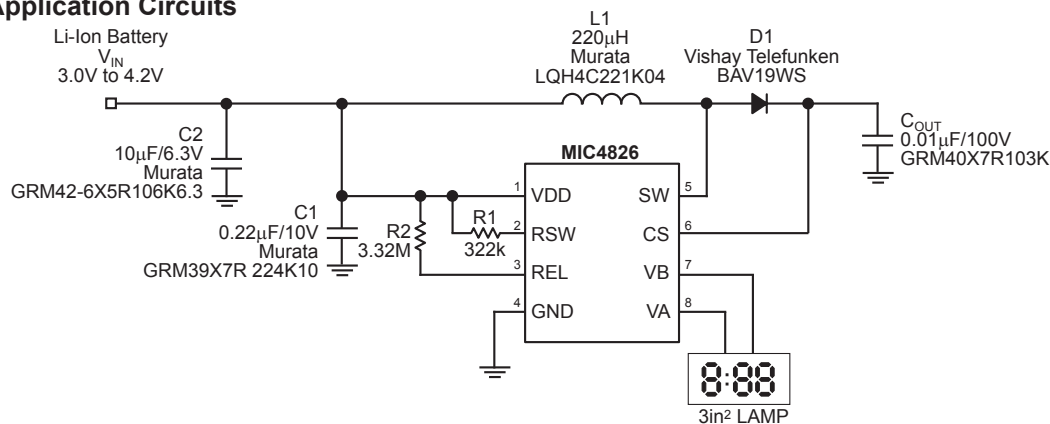 Application Circuits
Li-Ion Battery
VIN
3.0V to 4.2V
L1
220µH
Murata
LQH4C221K04
D1
Vishay Telefunken
BAV19WS
C2
10µF/6.3V
Murata
GRM42-6X5R106K6.3
COUT
0.01µF/100V
GRM40X7R103K
MIC4826
C1
0.22µF/10V
Murata
GRM39X7R 224K10
R2
3.32M
R1
322k
1 VDD
2 RSW
3 REL
4 GND
SW 5
CS 6
VB 7
VA 8
8:88
3in² LAMP